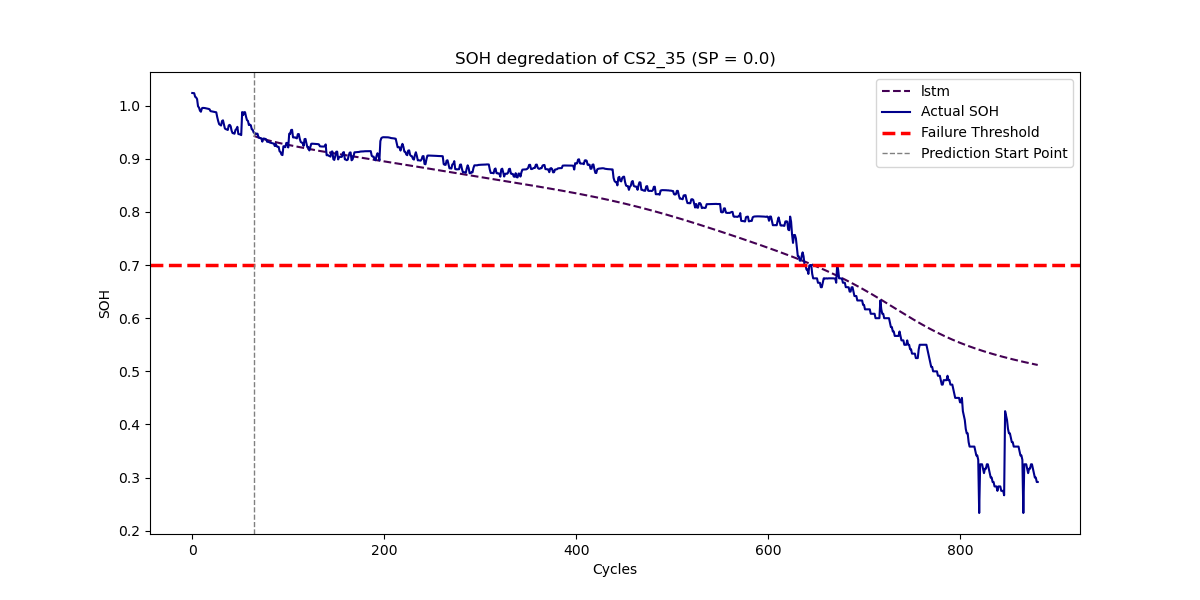 SOH degredation of CS2_35 (SP = 0.0)
lstm
Actual SOH
Failure Threshold
Prediction Start Point
1.0
0.9
0.8
0.7
0.6
0.5
0.4
0.3
0.2
SOH
0 200 400 600 800
Cycles